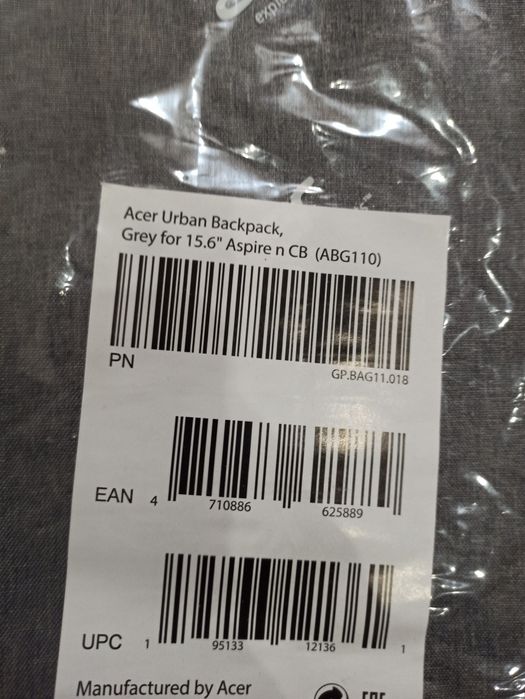 Acer Urban Backpack,
Grey for 15.6" Aspire n CB (ABG110)
PN
GP.BAG11.018
EAN 4 710886 625889
UPC 1 95133 12136 1
Manufactured by Acer
EAC